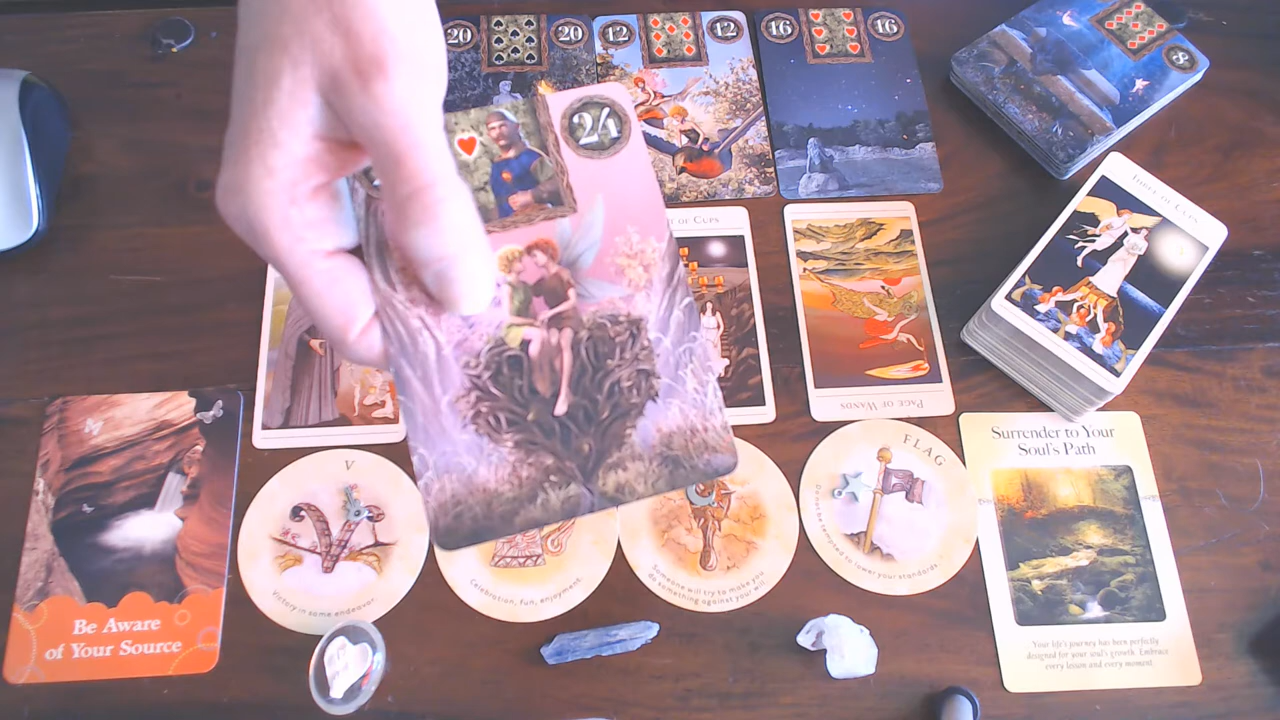 20
20
12
12
16
16
8
24
THREE OF CUPS
OF CUPS
PAGE OF WANDS
Surrender to Your
Soul's Path
Your life's journey has been perfectly
designed for your soul's growth. Embrace
every lesson and every moment.
FLAG
Do not be tempted to lower your standards.
Someone will try to make you
do something against your will.
Celebration, fun, enjoyment.
V
Victory in some endeavor.
Be Aware
of Your Source